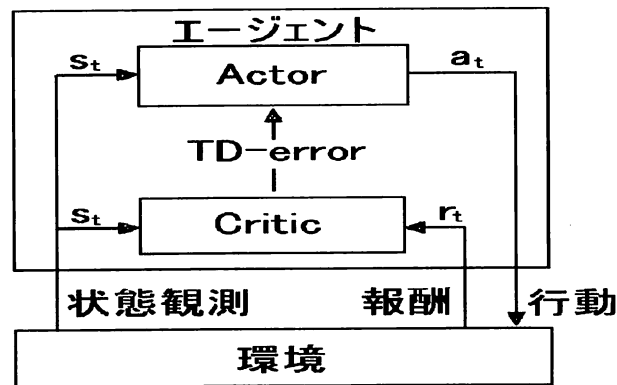 エージェント
st
Actor
at
TD-error
st
Critic
rt
状態観測
報酬
行動
環境